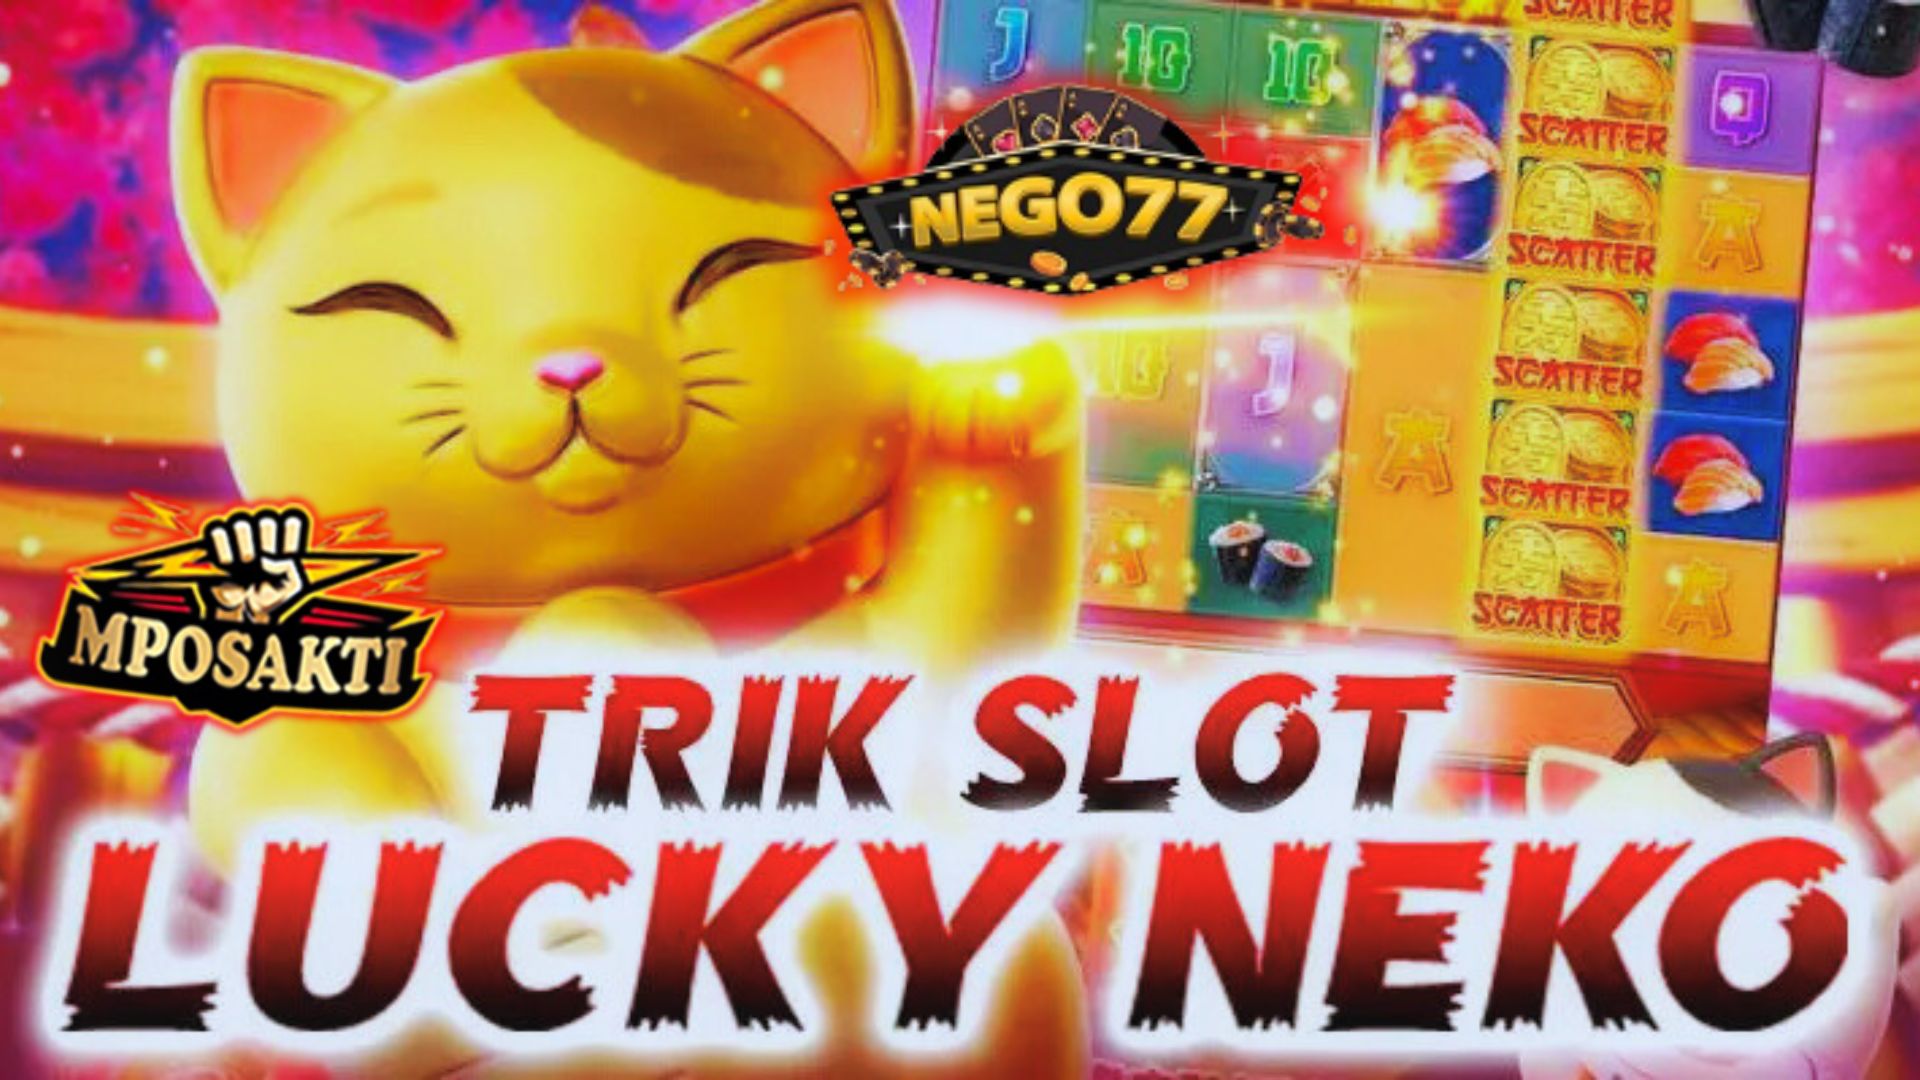 SCATTER
J
10
10
SCATTER
Q
NEGO77
SCATTER
A
10
J
SCATTER
A
SCATTER
A
SCATTER
A
MPOSAKTI
TRIK SLOT
LUCKY NEKO